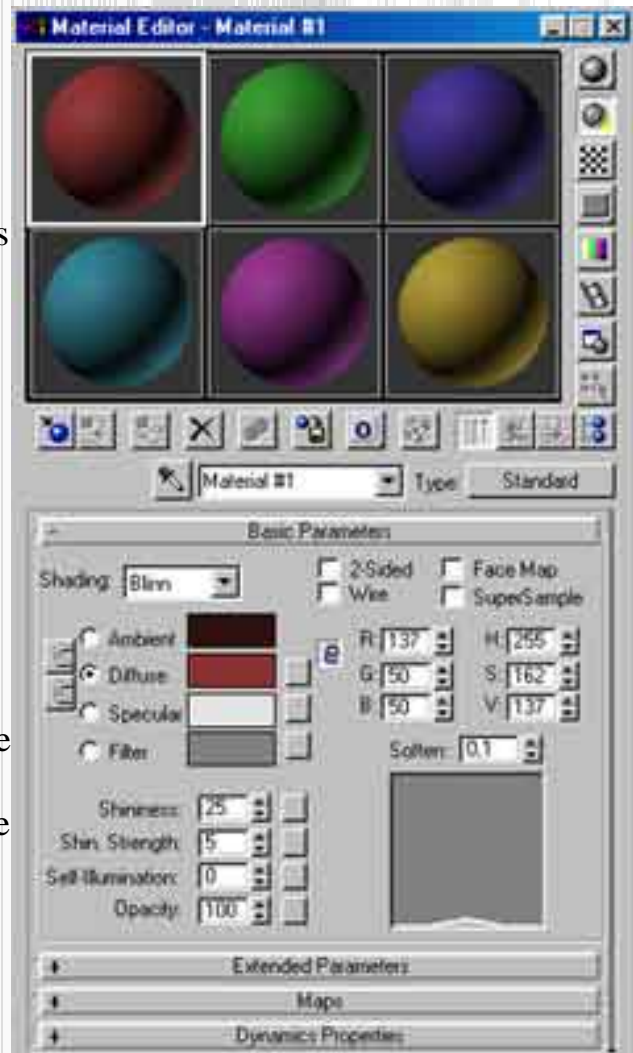 Material Editor - Material #1
s
Material #1 Type: Standard
- Basic Parameters
Shading: Blinn 2-Sided Face Map
Wire SuperSample
Ambient: R: 137 H: 255
Diffuse: G: 50 S: 162
Specular: B: 50 V: 137
e
Filter: Soften: 0.1
Shininess: 25
e
Shin. Strength: 5
Self-Illumination: 0
Opacity: 100
+ Extended Parameters
+ Maps
+ Dynamics Properties